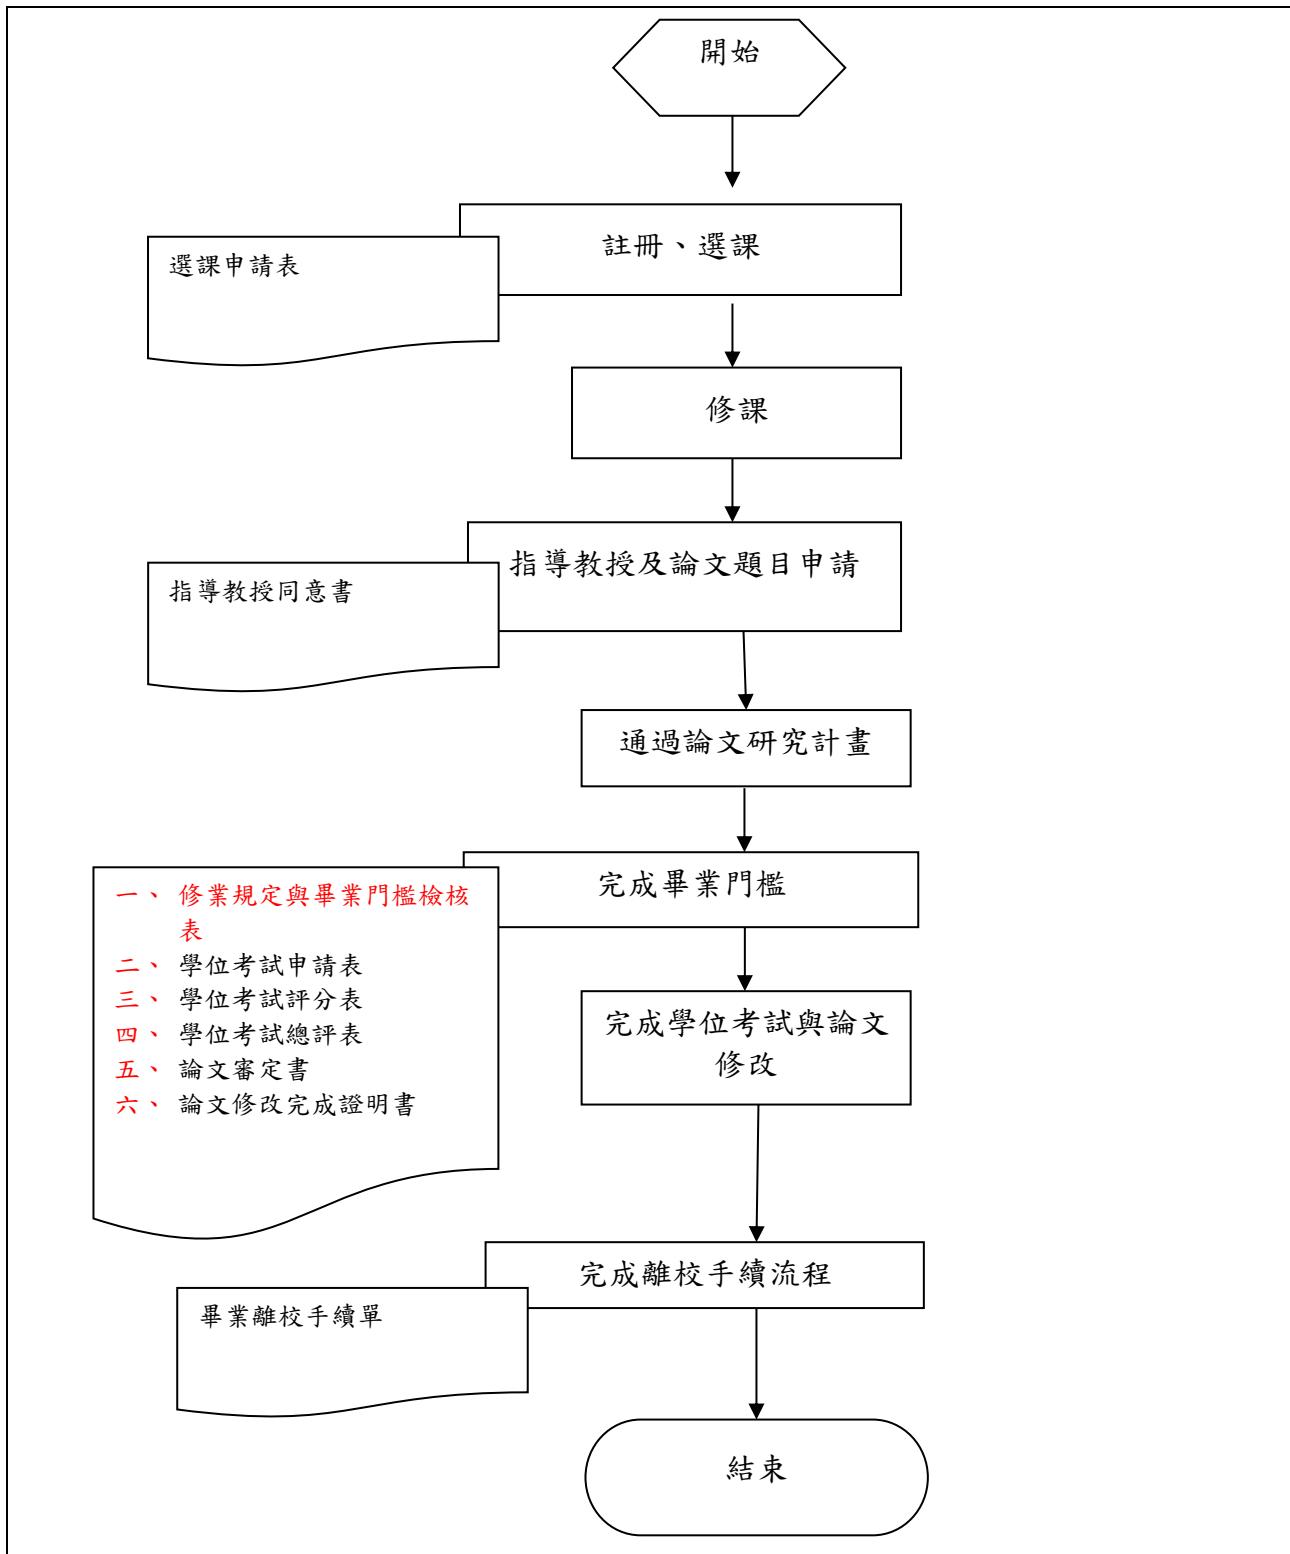 開始
註冊、選課
選課申請表
修課
指導教授及論文題目申請
指導教授同意書
通過論文研究計畫
完成畢業門檻
一、 修業規定與畢業門檻檢核
表
二、 學位考試申請表
三、 學位考試評分表
四、 學位考試總評表
五、 論文審定書
六、 論文修改完成證明書
完成學位考試與論文
修改
完成離校手續流程
畢業離校手續單
結束